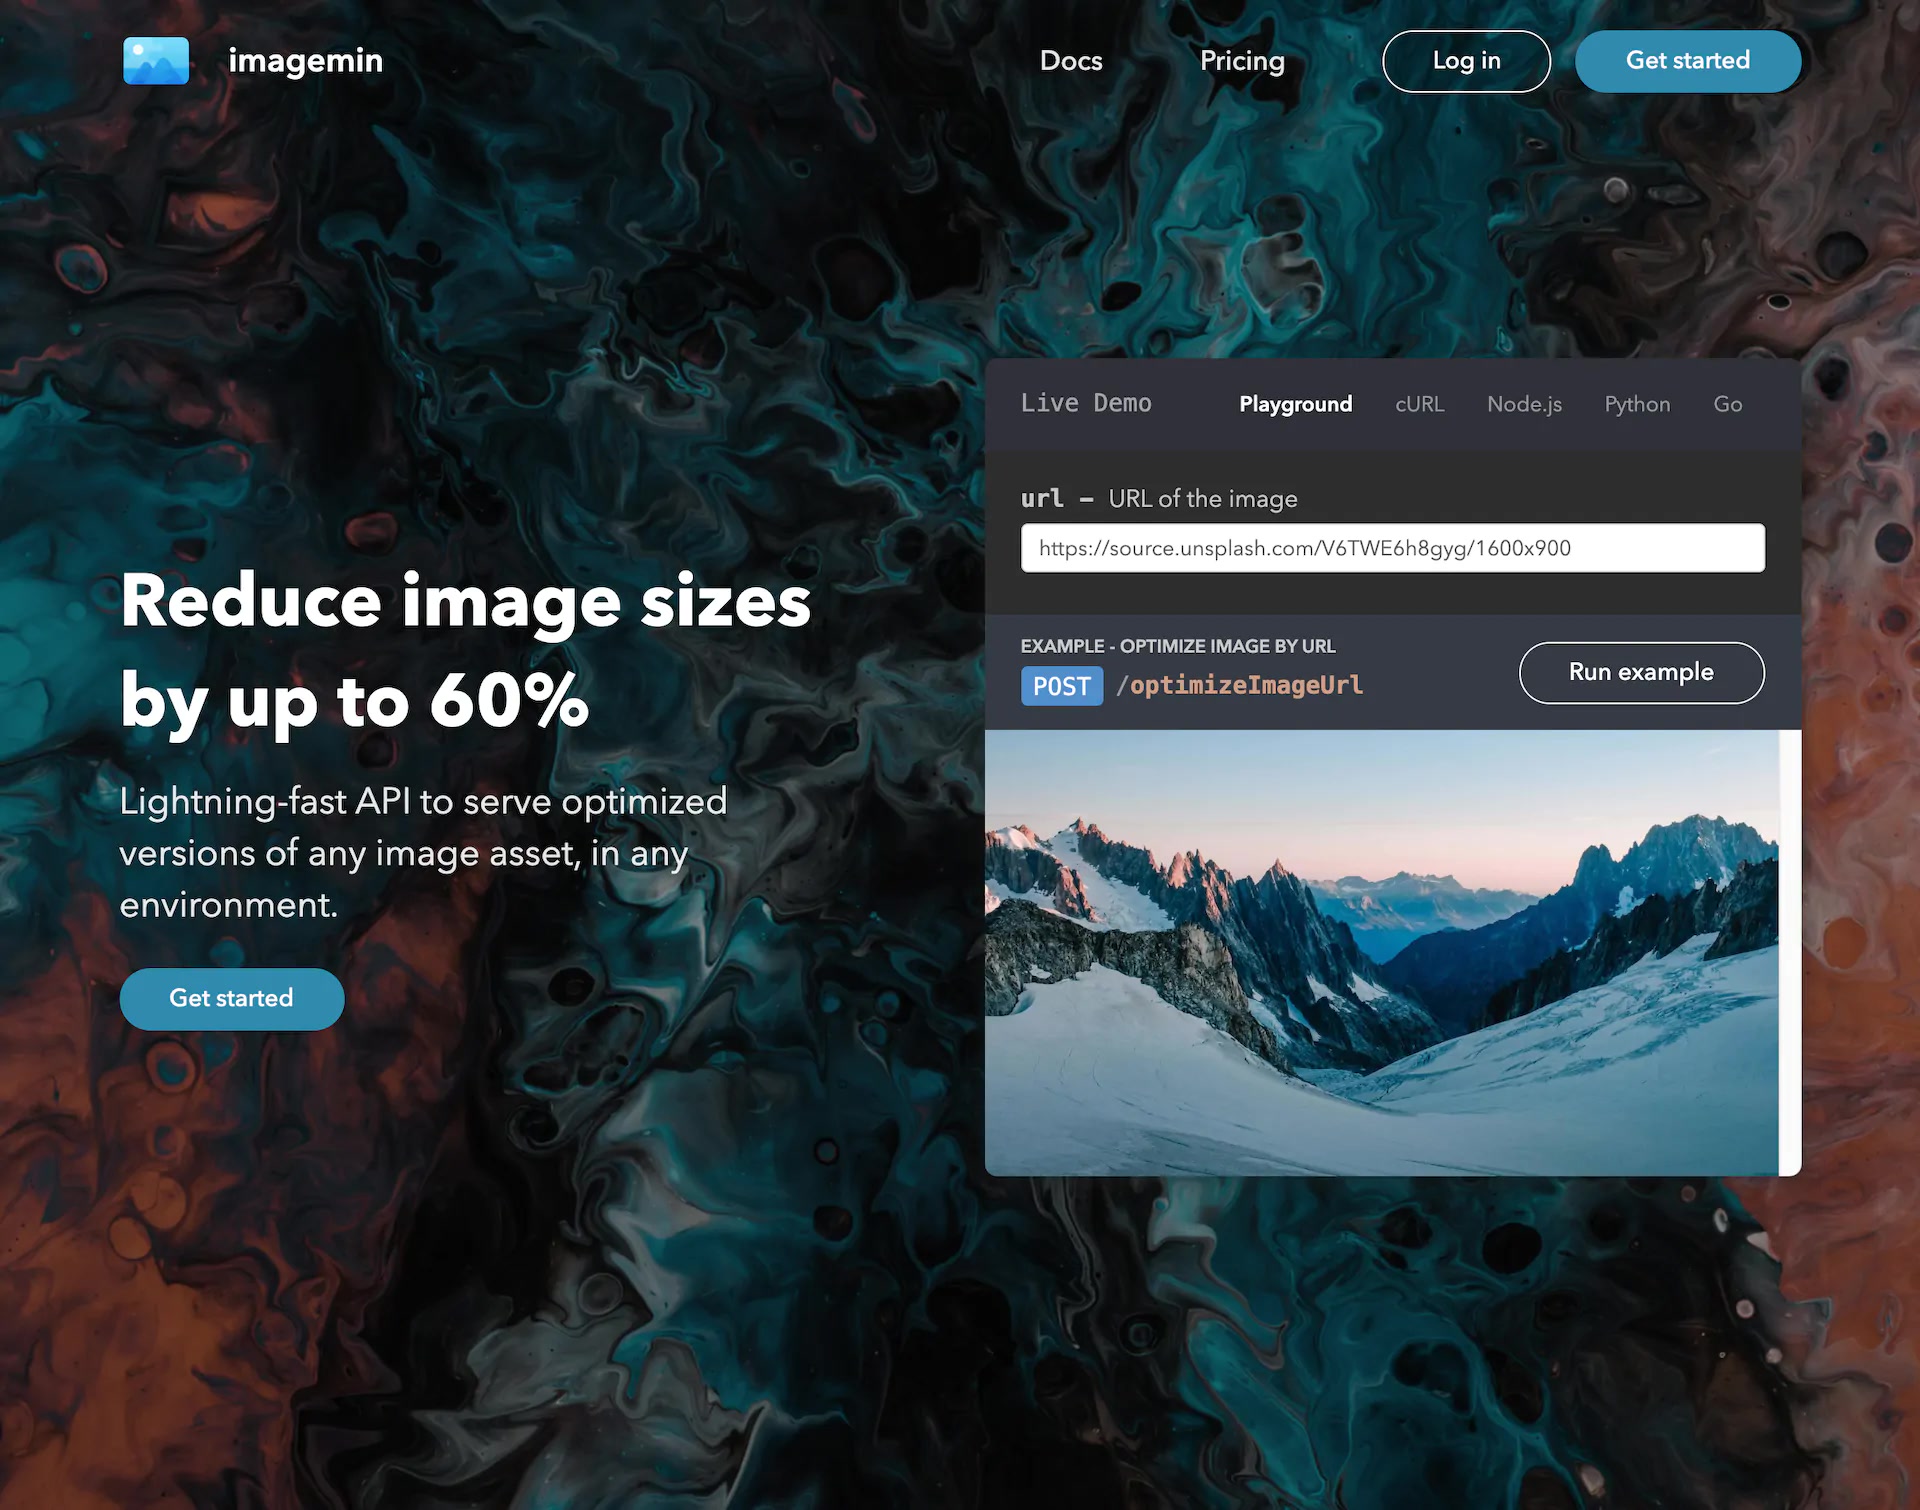 imagemin
Docs
Pricing
Log in
Get started
Reduce image sizes
by up to 60%
Lightning-fast API to serve optimized
versions of any image asset, in any
environment.
Get started
Live Demo
Playground
cURL
Node.js
Python
Go
url – URL of the image
https://source.unsplash.com/V6TWE6h8gyg/1600x900
EXAMPLE - OPTIMIZE IMAGE BY URL
POST /optimizeImageUrl
Run example